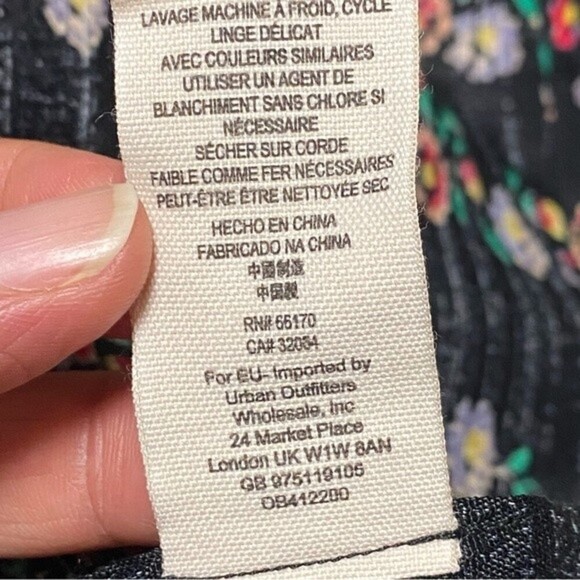 LAVAGE MACHINE À FROID, CYCLE
LINGE DÉLICAT
AVEC COULEURS SIMILAIRES
UTILISER UN AGENT DE
BLANCHIMENT SANS CHLORE SI
NÉCESSAIRE
SÉCHER SUR CORDE
FAIBLE COMME FER NÉCESSAIRES
PEUT-ÊTRE ÊTRE NETTOYÉE SEC
HECHO EN CHINA
FABRICADO NA CHINA
中國制造
中国製
RN# 66170
CA# 32054
For EU- Imported by
Urban Outfitters
Wholesale, Inc
24 Market Place
London UK W1W 8AN
GB 975119105
OB412200